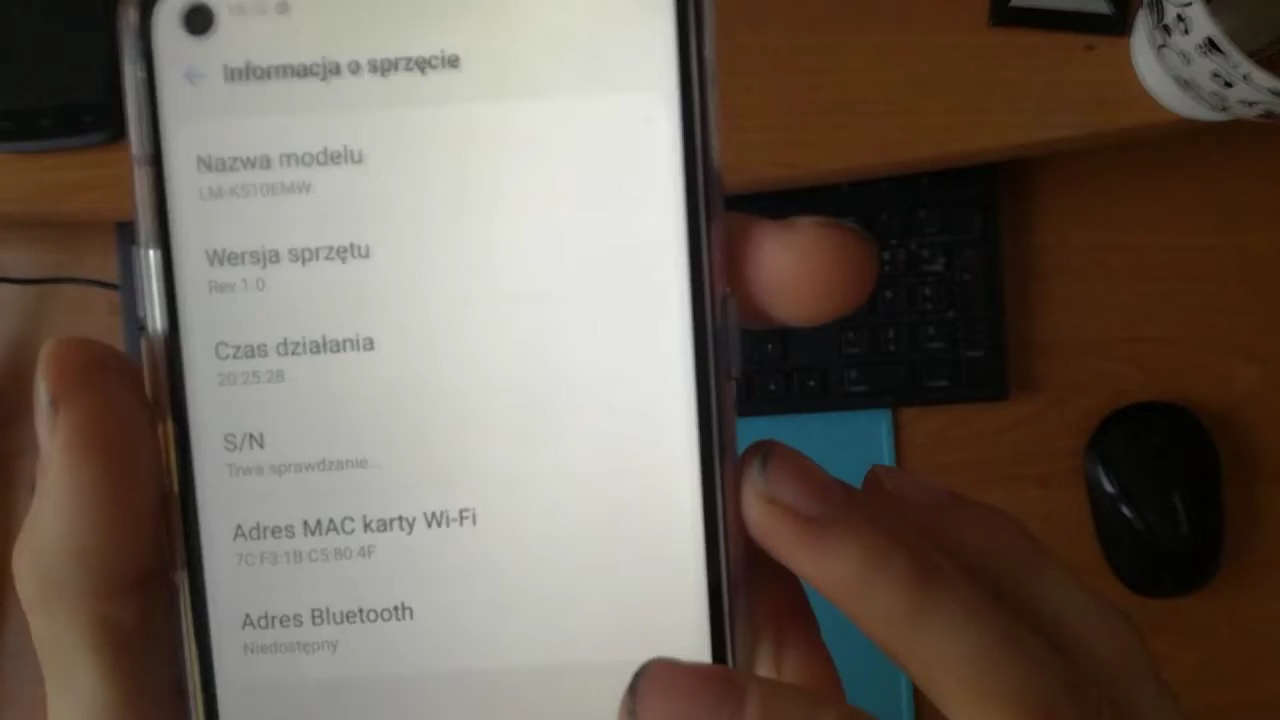 Informacja o sprzęcie
Nazwa modelu
LM-K510EMW
Wersja sprzętu
Rev.1.0
Czas działania
20:25:28
S/N
Trwa sprawdzanie...
Adres MAC karty Wi-Fi
7C:F3:1B:C5:80:4F
Adres Bluetooth
Niedostępny